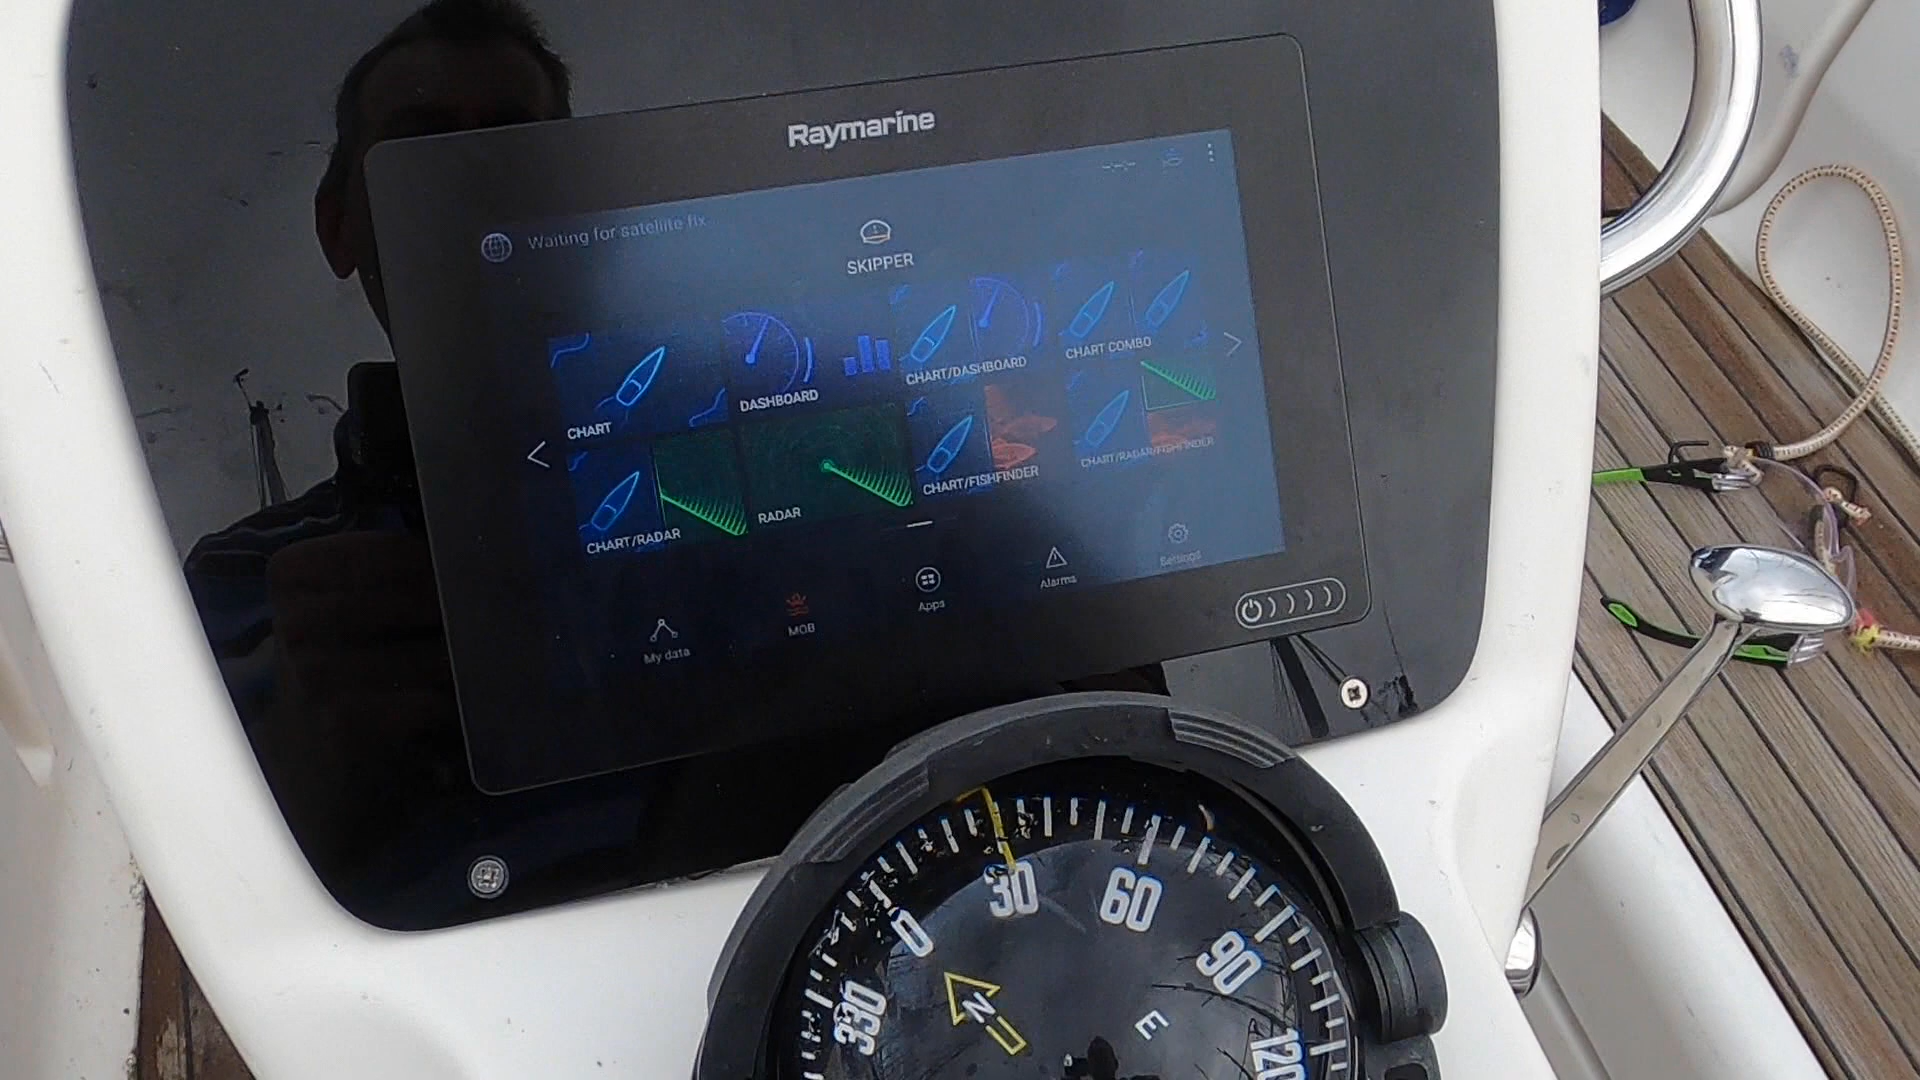 Raymarine
Waiting for satellite fix
SKIPPER
CHART
DASHBOARD
CHART/DASHBOARD
CHART COMBO
CHART/RADAR
RADAR
CHART/FISHFINDER
CHART/RADAR/FISHFINDER
My data
MOB
Apps
Alarms
Settings
330
0
30
60
90
120
N
E